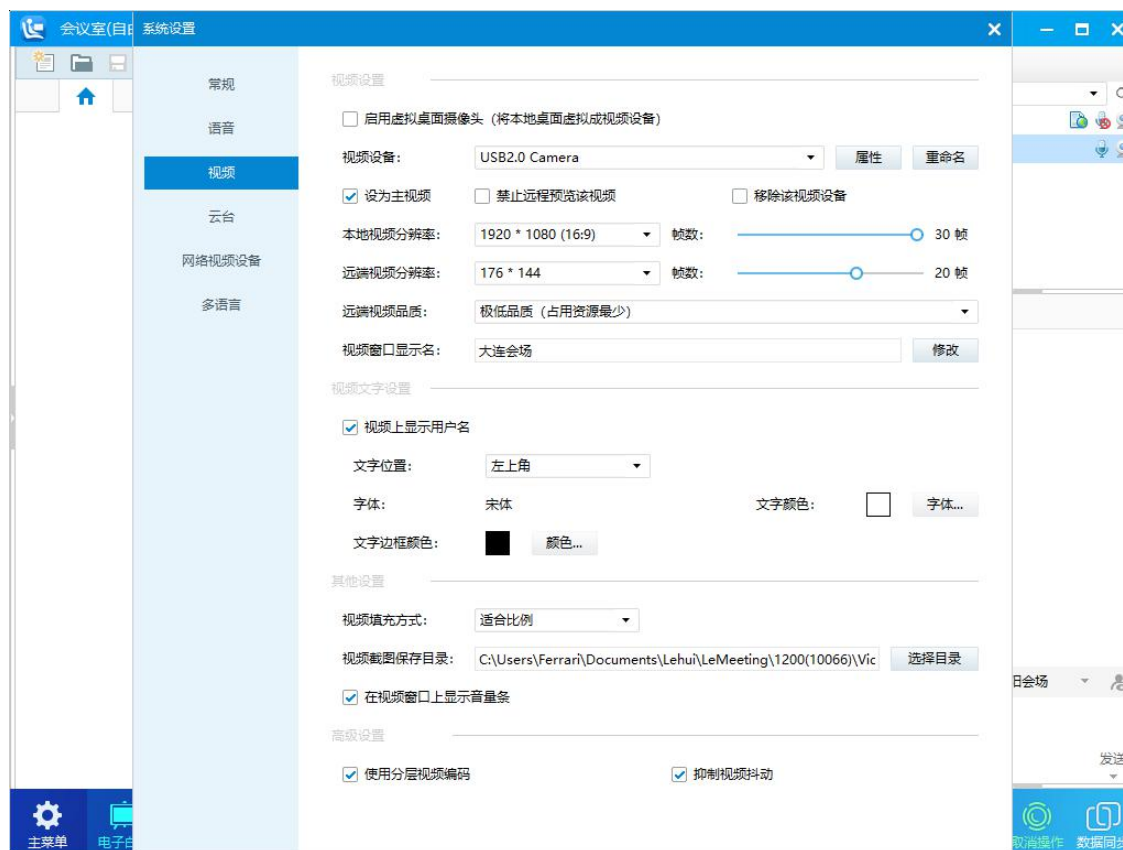 会议室(自由
系统设置
常规
语音
视频
云台
网络视频设备
多语言
视频设置
启用虚拟桌面摄像头（将本地桌面虚拟成视频设备）
视频设备： USB2.0 Camera 属性 重命名
设为主视频 禁止远程预览该视频 移除该视频设备
本地视频分辨率： 1920 * 1080 (16:9) 帧数： 30 帧
远端视频分辨率： 176 * 144 帧数： 20 帧
远端视频品质： 极低品质（占用资源最少）
视频窗口显示名： 大连会场 修改
视频文字设置
视频上显示用户名
文字位置： 左上角
字体： 宋体 文字颜色： 字体...
文字边框颜色： 颜色...
其他设置
视频填充方式： 适合比例
视频截图保存目录： C:\Users\Ferrari\Documents\Lehui\LeMeeting\1200(10066)\Vic 选择目录
在视频窗口上显示音量条
高级设置
使用分层视频编码 抑制视频抖动
会场
发送
主菜单 电子白 取消操作 数据同步